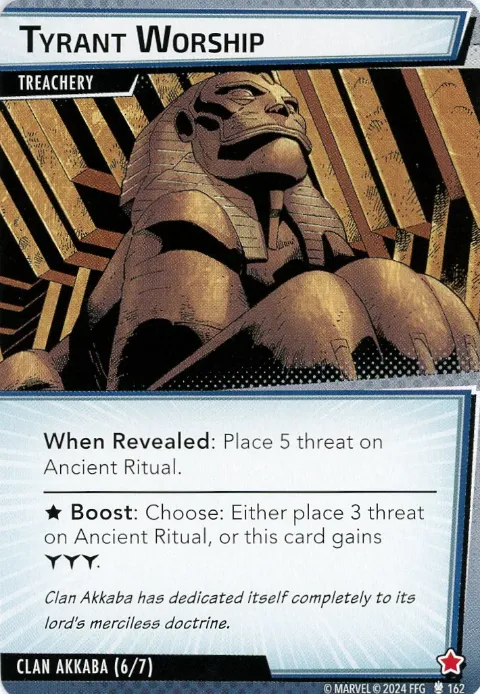 TYRANT WORSHIP
TREACHERY
When Revealed: Place 5 threat on
Ancient Ritual.
★ Boost: Choose: Either place 3 threat
on Ancient Ritual, or this card gains
.
Clan Akkaba has dedicated itself completely to its
lord's merciless doctrine.
CLAN AKKABA (6/7)
© MARVEL © 2024 FFG 162